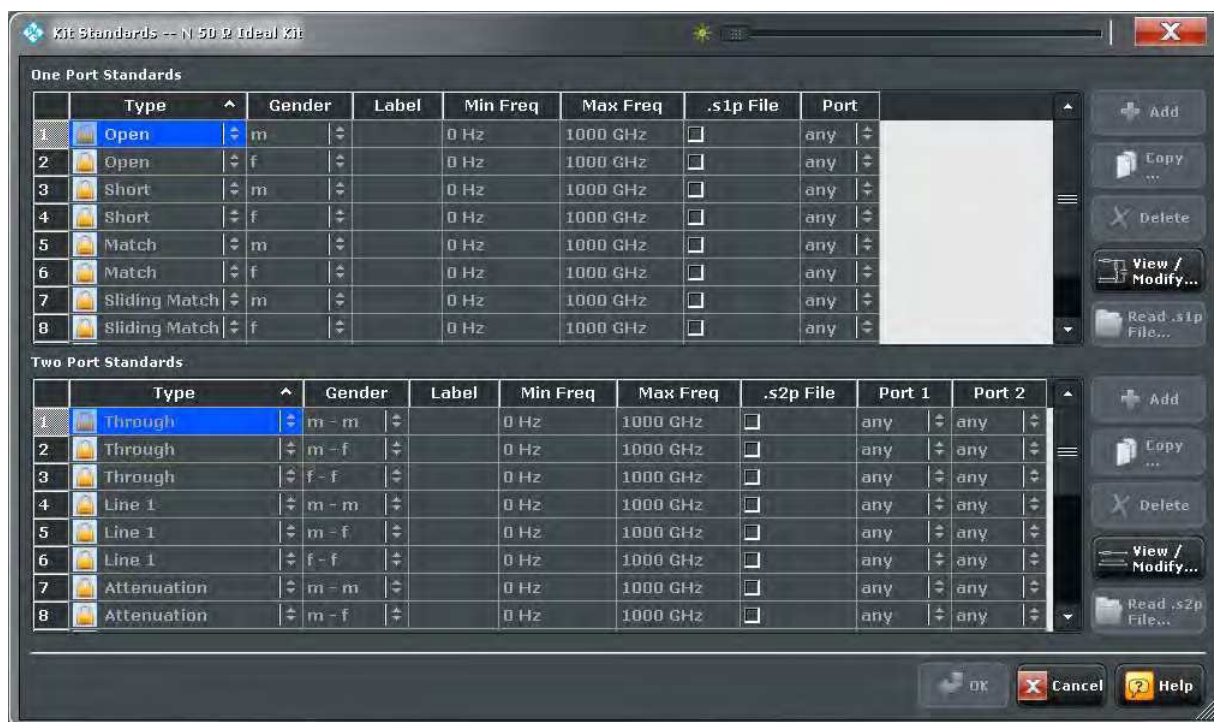 Kit Standards -- N 50 Ω Ideal Kit
One Port Standards
Type Gender Label Min Freq Max Freq .s1p File Port
1 Open m 0 Hz 1000 GHz any
2 Open f 0 Hz 1000 GHz any
3 Short m 0 Hz 1000 GHz any
4 Short f 0 Hz 1000 GHz any
5 Match m 0 Hz 1000 GHz any
6 Match f 0 Hz 1000 GHz any
7 Sliding Match m 0 Hz 1000 GHz any
8 Sliding Match f 0 Hz 1000 GHz any
Add
Copy
...
Delete
View /
Modify...
Read .s1p
File...
Two Port Standards
Type Gender Label Min Freq Max Freq .s2p File Port 1 Port 2
1 Through m - m 0 Hz 1000 GHz any any
2 Through m - f 0 Hz 1000 GHz any any
3 Through f - f 0 Hz 1000 GHz any any
4 Line 1 m - m 0 Hz 1000 GHz any any
5 Line 1 m - f 0 Hz 1000 GHz any any
6 Line 1 f - f 0 Hz 1000 GHz any any
7 Attenuation m - m 0 Hz 1000 GHz any any
8 Attenuation m - f 0 Hz 1000 GHz any any
Add
Copy
...
Delete
View /
Modify...
Read .s2p
File...
OK Cancel Help